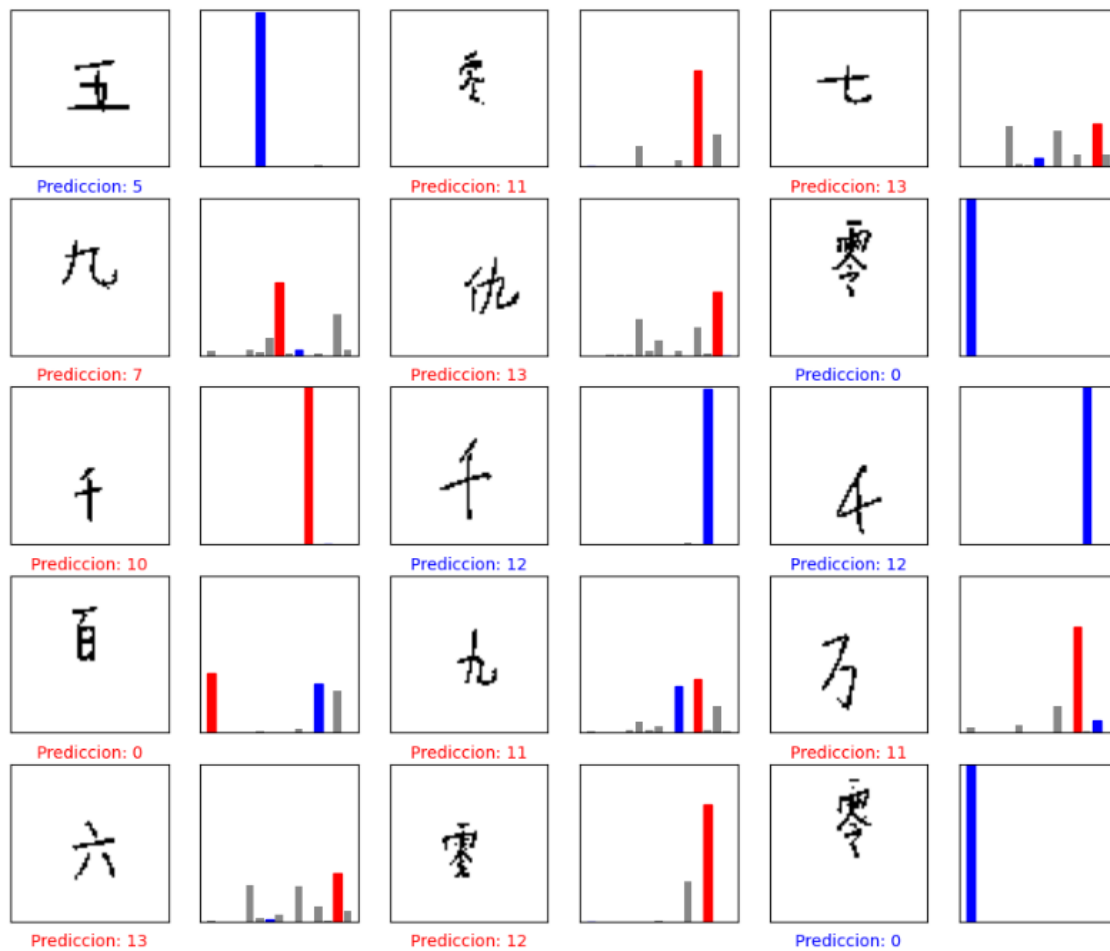 五 零 七
Prediccion: 5 Prediccion: 11 Prediccion: 13
九 仇 零
Prediccion: 7 Prediccion: 13 Prediccion: 0
千 千 千
Prediccion: 10 Prediccion: 12 Prediccion: 12
百 九 万
Prediccion: 0 Prediccion: 11 Prediccion: 11
六 零 零
Prediccion: 13 Prediccion: 12 Prediccion: 0